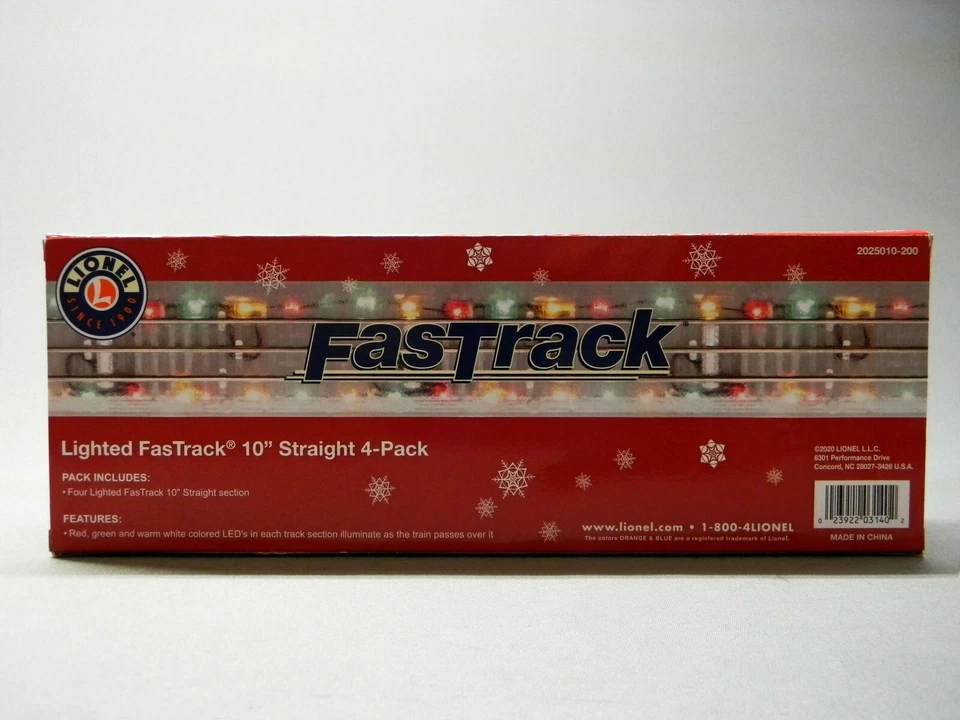 LIONEL
L
SINCE 1900
2025010-200
FasTrack
Lighted FasTrack® 10” Straight 4-Pack
PACK INCLUDES:
• Four Lighted FasTrack 10" Straight section
FEATURES:
• Red, green and warm white colored LED's in each track section illuminate as the train passes over it
www.lionel.com • 1-800-4LIONEL
The colors ORANGE & BLUE are a registered trademark of Lionel.
©2020 LIONEL L.L.C.
6301 Performance Drive
Concord, NC 28027-3426 U.S.A.
0 23922 03140 2
MADE IN CHINA